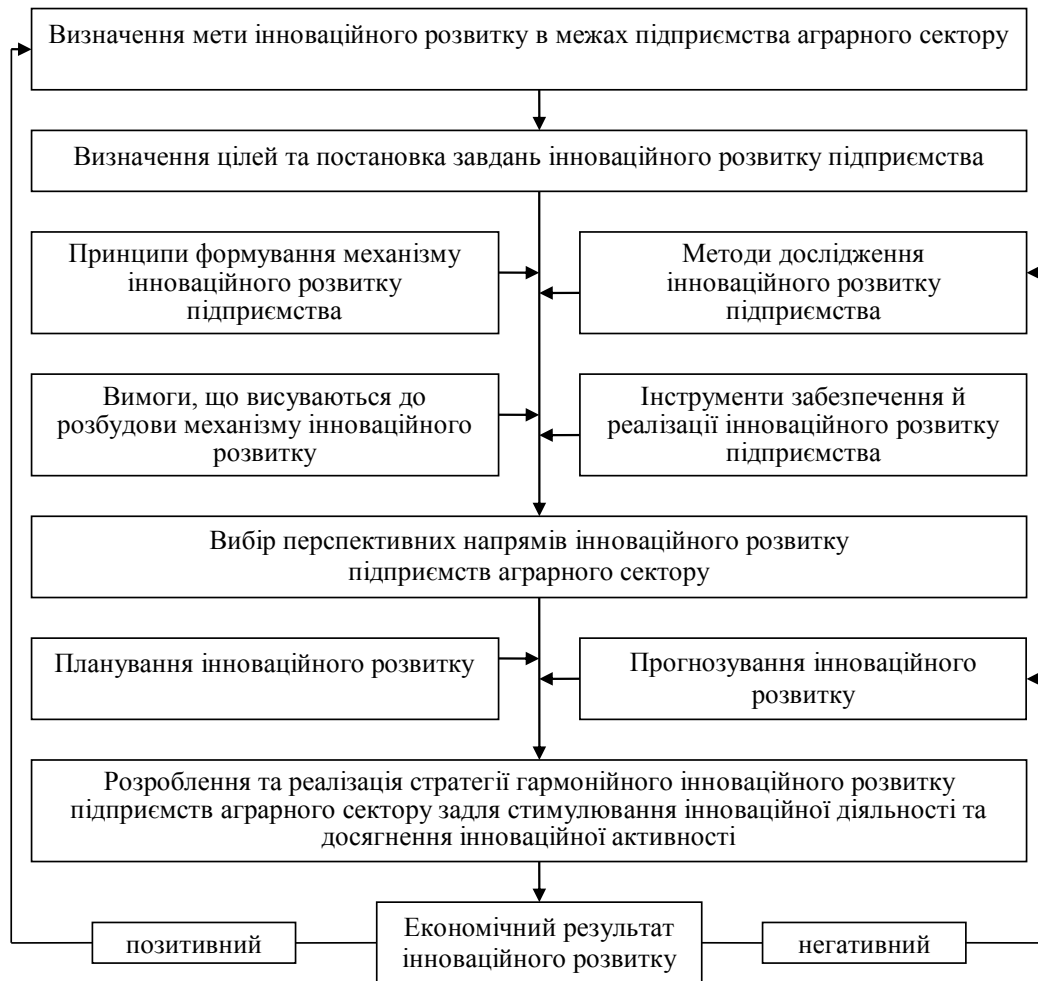 Визначення мети інноваційного розвитку в межах підприємства аграрного сектору
Визначення цілей та постановка завдань інноваційного розвитку підприємства
Принципи формування механізму
інноваційного розвитку
підприємства
Методи дослідження
інноваційного розвитку
підприємства
Вимоги, що висуваються до
розбудови механізму інноваційного
розвитку
Інструменти забезпечення й
реалізації інноваційного розвитку
підприємства
Вибір перспективних напрямів інноваційного розвитку
підприємств аграрного сектору
Планування інноваційного розвитку
Прогнозування інноваційного
розвитку
Розроблення та реалізація стратегії гармонійного інноваційного розвитку
підприємств аграрного сектору задля стимулювання інноваційної діяльності та
досягнення інноваційної активності
позитивний
Економічний результат
інноваційного розвитку
негативний